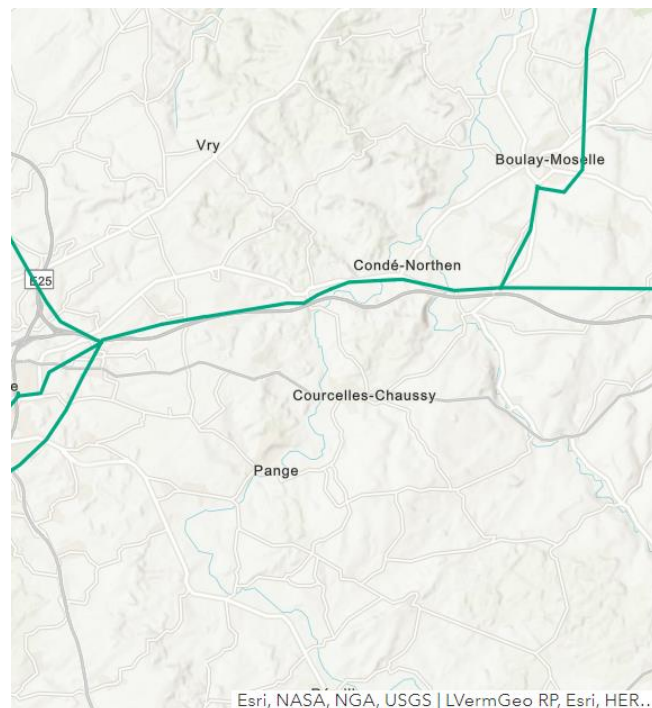 Vry
Boulay-Moselle
Condé-Northen
E25
Courcelles-Chaussy
Pange
Esri, NASA, NGA, USGS | LVermGeo RP, Esri, HER...